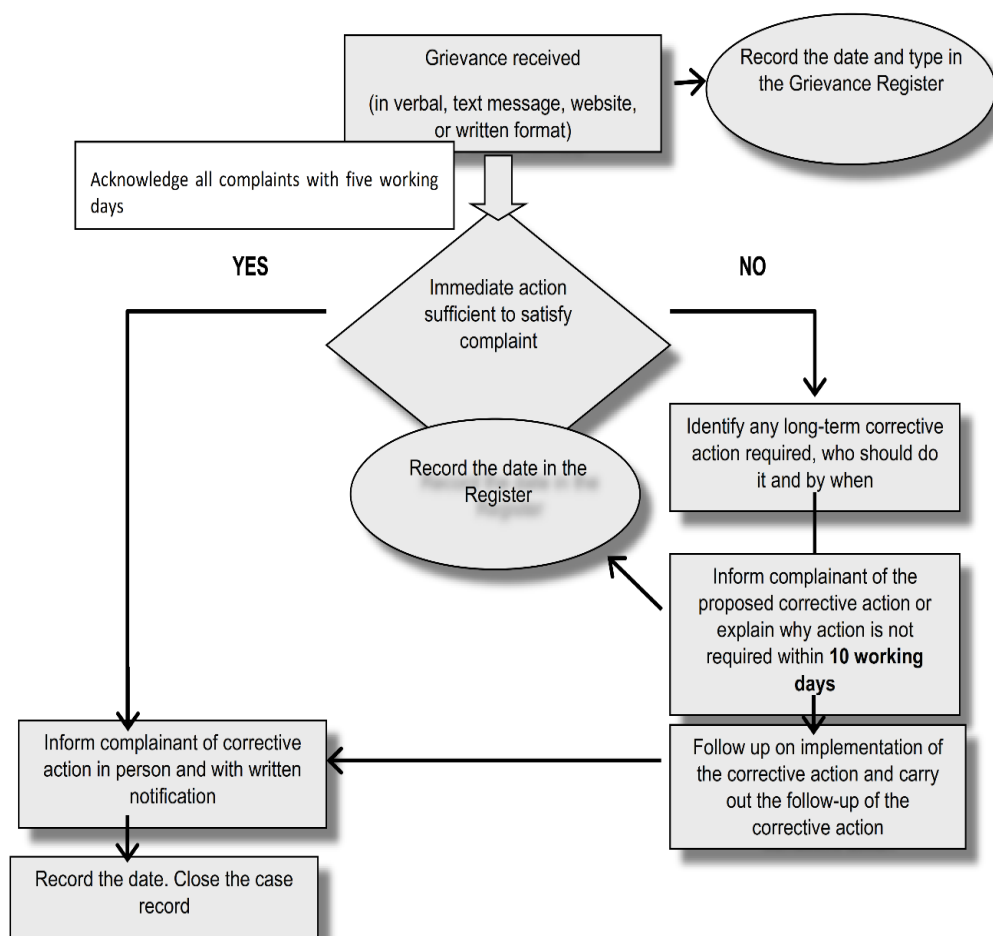 Grievance received
(in verbal, text message, website,
or written format)
Record the date and type in
the Grievance Register
Acknowledge all complaints with five working
days
YES
NO
Immediate action
sufficient to satisfy
complaint
Identify any long-term corrective
action required, who should do
it and by when
Record the date in the
Register
Inform complainant of the
proposed corrective action or
explain why action is not
required within 10 working
days
Inform complainant of corrective
action in person and with written
notification
Follow up on implementation of
the corrective action and carry
out the follow-up of the
corrective action
Record the date. Close the case
record